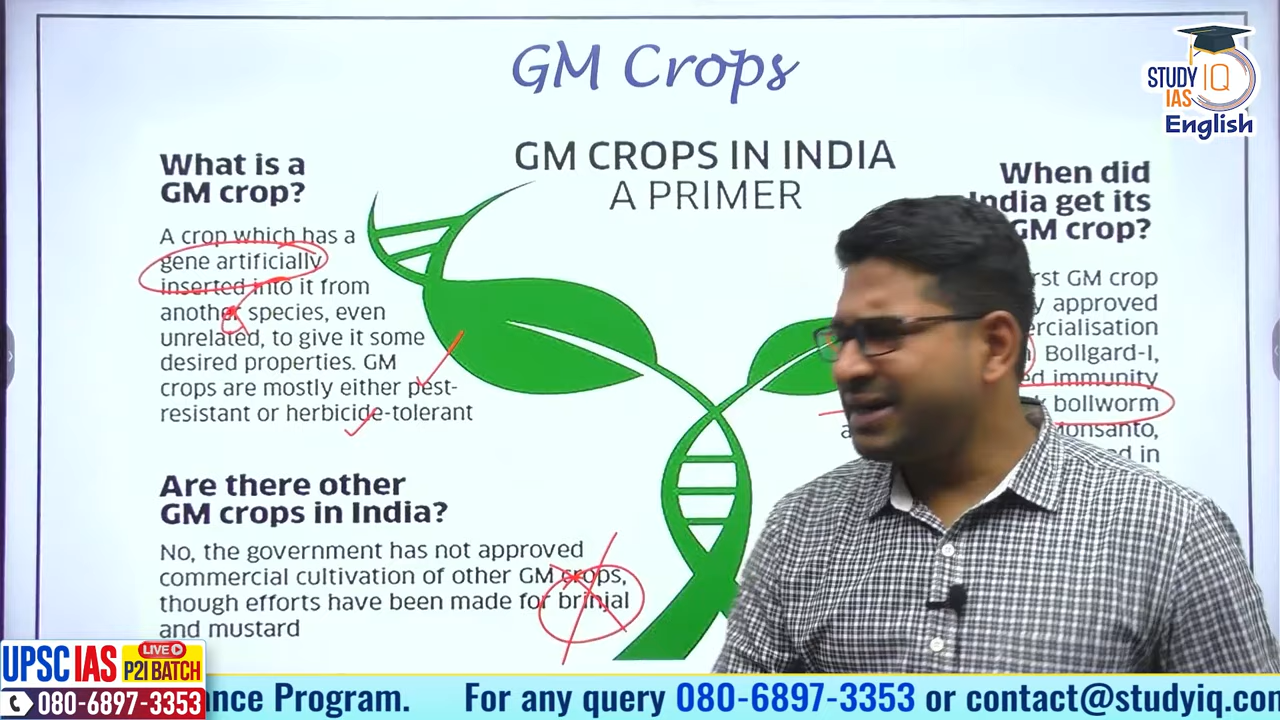 GM Crops
STUDY IQ
IAS
English
GM CROPS IN INDIA
A PRIMER
What is a
GM crop?
A crop which has a
gene artificially
inserted into it from
another species, even
unrelated, to give it some
desired properties. GM
crops are mostly either pest-
resistant or herbicide-tolerant
When did
India get its
GM crop?
GM crop
approved
Bollgard-I,
immunity
bollworm
Monsanto,
in
Are there other
GM crops in India?
No, the government has not approved
commercial cultivation of other GM crops,
though efforts have been made for brinjal
and mustard
UPSC IAS LIVE
P2I BATCH
080-6897-3353
Program. For any query 080-6897-3353 or contact@studyiq.com